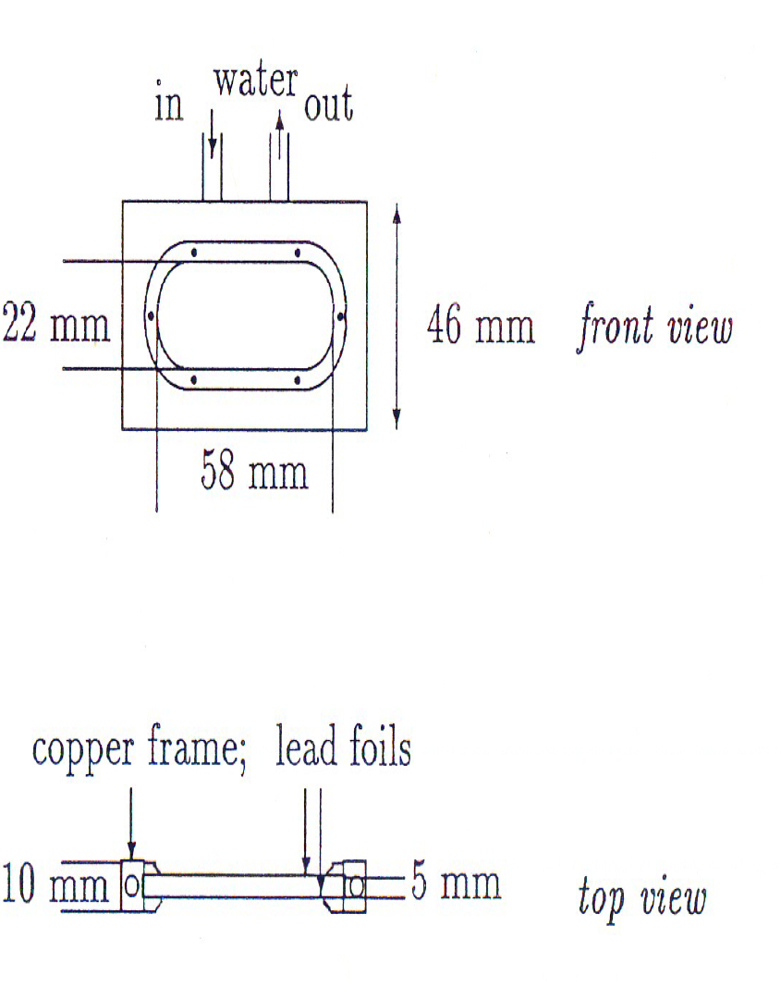 in water out
22 mm
46 mm front view
58 mm
copper frame; lead foils
10 mm
5 mm
top view